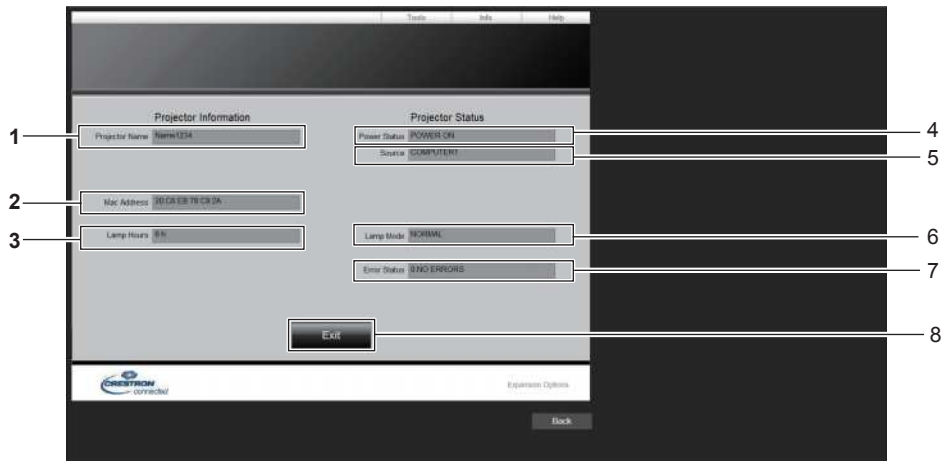 Tools Info Help
Projector Information Projector Status
1 Projector Name Name1234 Power Status POWER ON 4
Source COMPUTER1 5
2 Mac Address
3 Lamp Hours Lamp Mode NORMAL 6
Error Status 0:NO ERRORS 7
Exit 8
CRESTRON connected Expansion Options
Back